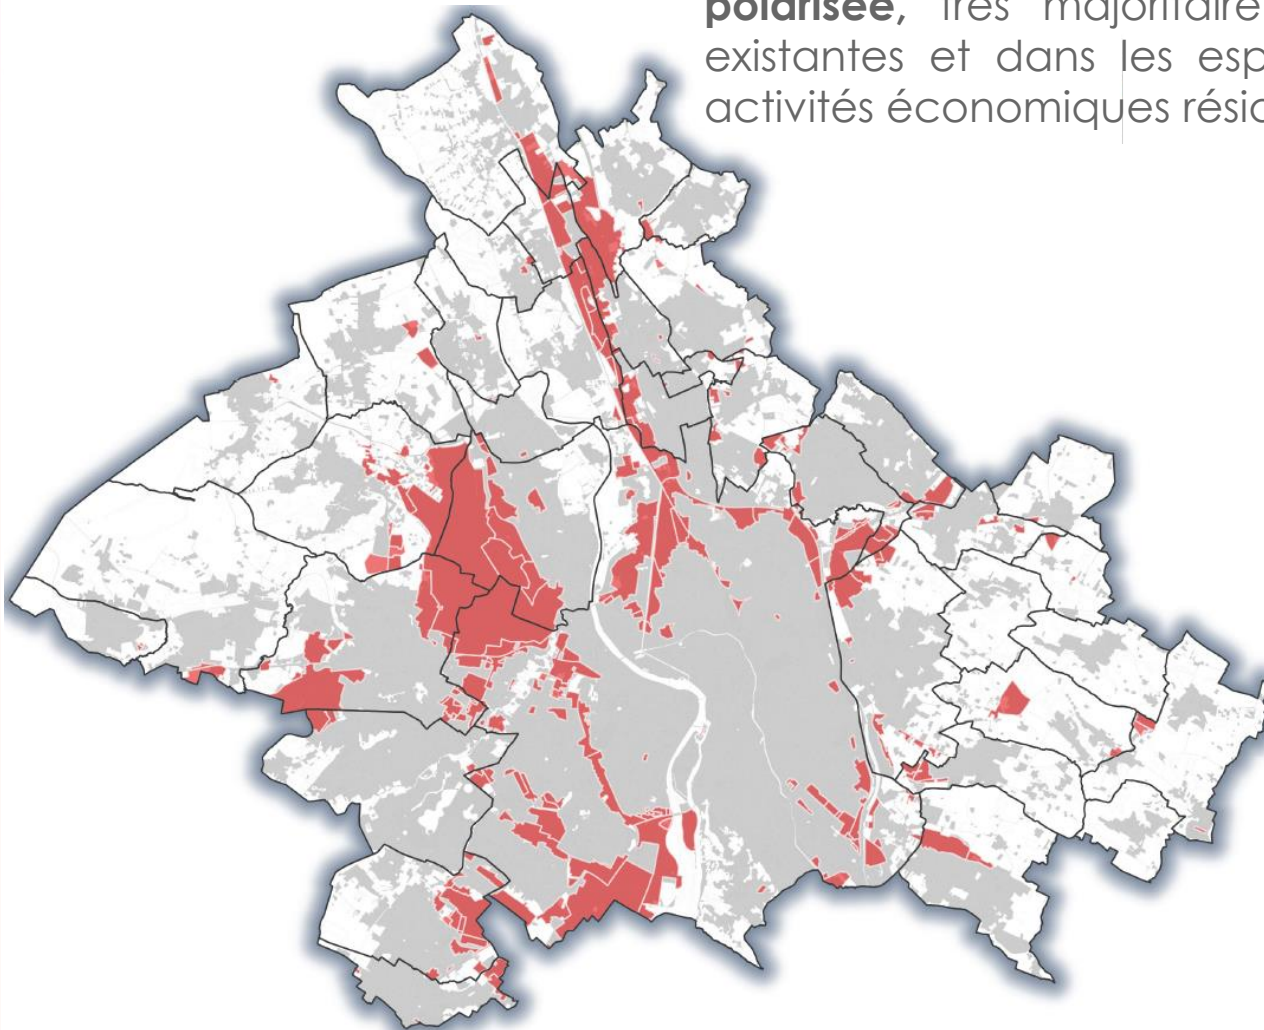 polarisée, très majoritaire
existantes et dans les esp
activités économiques résid